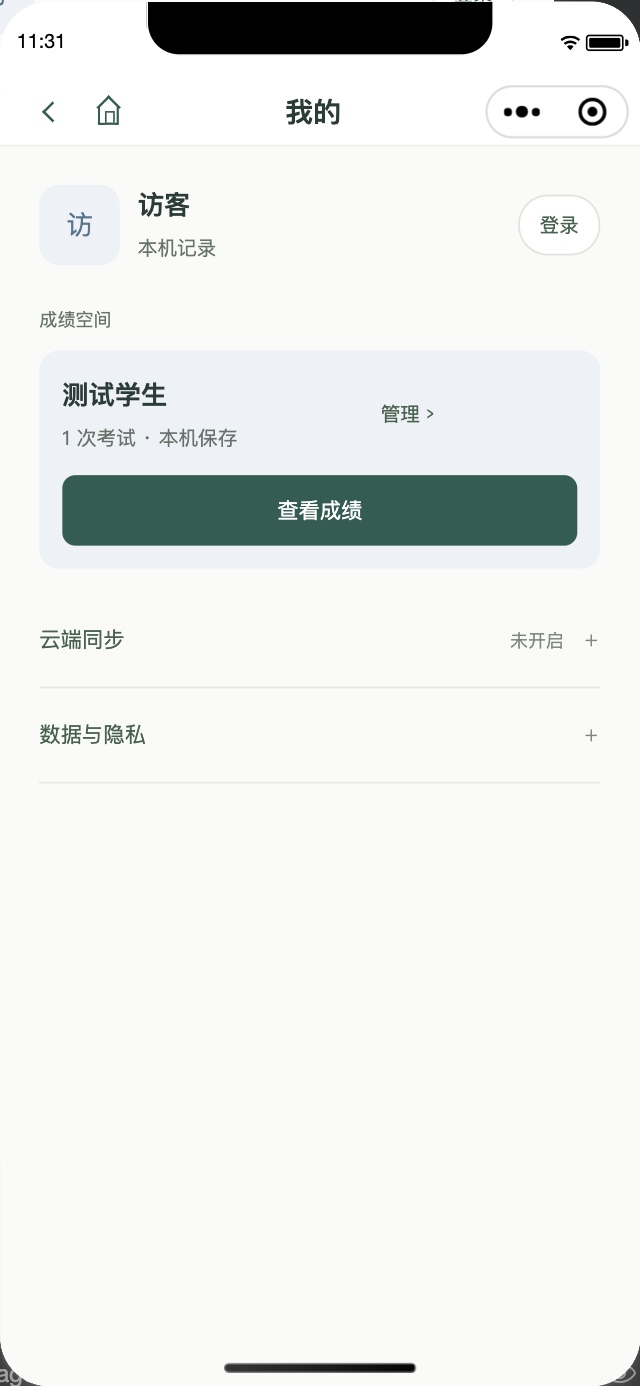 11:31
我的
访
访客
本机记录
登录
成绩空间
测试学生
1 次考试 · 本机保存
管理 >
查看成绩
云端同步
未开启 +
数据与隐私
+